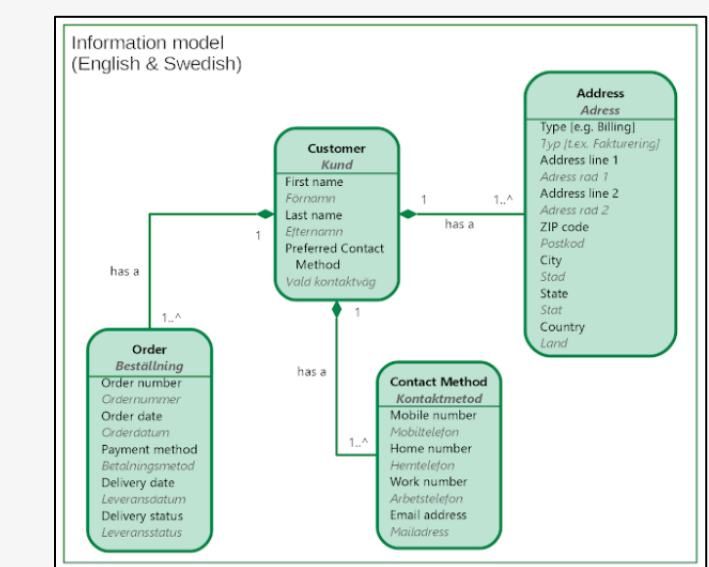 Information model
(English & Swedish)
Customer
Kund
First name
Förnamn
Last name
Efternamn
Preferred Contact
Method
Vald kontaktväg
Address
Adress
Type [e.g. Billing]
Typ [t.ex. Fakturering]
Address line 1
Adress rad 1
Address line 2
Adress rad 2
ZIP code
Postkod
City
Stad
State
Stat
Country
Land
1
1..^
has a
1
has a
1..^
1
has a
1..^
Order
Beställning
Order number
Ordernummer
Order date
Orderdatum
Payment method
Betalningsmetod
Delivery date
Leveransdatum
Delivery status
Leveransstatus
Contact Method
Kontaktmetod
Mobile number
Mobiltelefon
Home number
Hemtelefon
Work number
Arbetstelefon
Email address
Mailadress